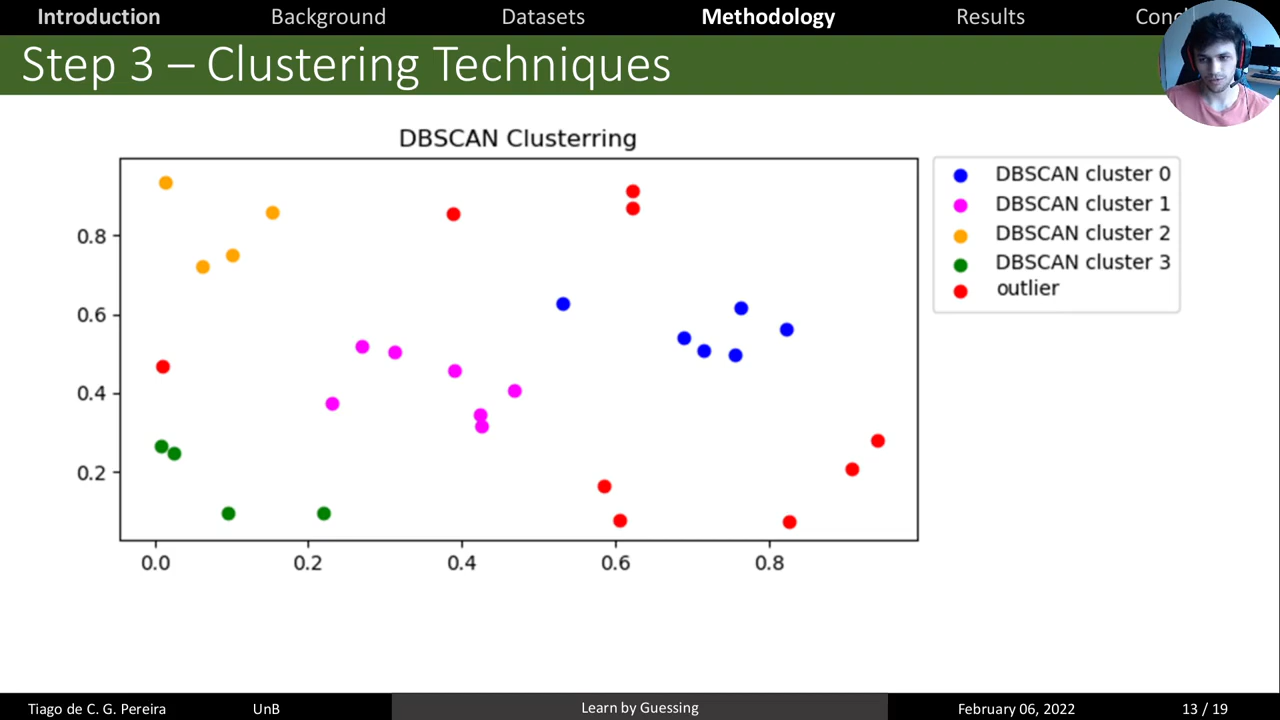 Introduction Background Datasets Methodology Results
Step 3 – Clustering Techniques
DBSCAN Clusterring
DBSCAN cluster 0
DBSCAN cluster 1
DBSCAN cluster 2
DBSCAN cluster 3
outlier
0.8
0.6
0.4
0.2
0.0 0.2 0.4 0.6 0.8
Tiago de C. G. Pereira UnB Learn by Guessing February 06, 2022 13 / 19